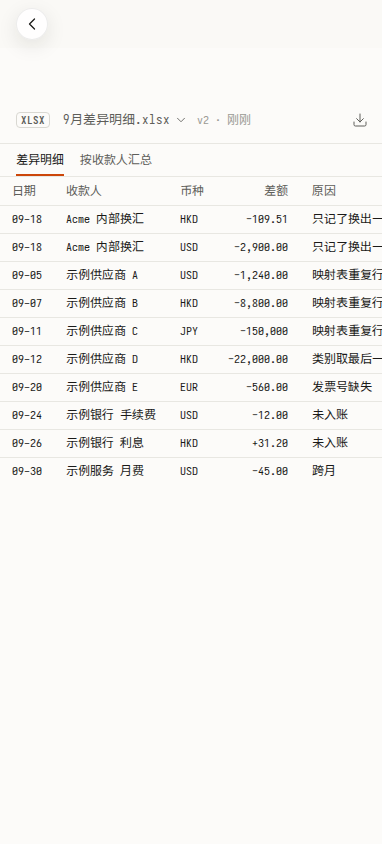 XLSX 9月差异明细.xlsx v2 · 刚刚
差异明细 按收款人汇总
日期 收款人 币种 差额 原因
09-18 Acme 内部换汇 HKD -109.51 只记了换出一
09-18 Acme 内部换汇 USD -2,900.00 只记了换出一
09-05 示例供应商 A USD -1,240.00 映射表重复行
09-07 示例供应商 B HKD -8,800.00 映射表重复行
09-11 示例供应商 C JPY -150,000 映射表重复行
09-12 示例供应商 D HKD -22,000.00 类别取最后一
09-20 示例供应商 E EUR -560.00 发票号缺失
09-24 示例银行 手续费 USD -12.00 未入账
09-26 示例银行 利息 HKD +31.20 未入账
09-30 示例服务 月费 USD -45.00 跨月